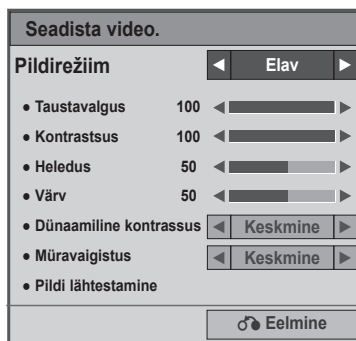 Seadista video.
Pildirežiim ◀ Elav ▶
● Taustavalgus 100
● Kontrastsus 100
● Heledus 50
● Värv 50
● Dünaamiline kontrassus ◀ Keskmine ▶
● Müravaigistus ◀ Keskmine ▶
● Pildi lähtestamine
Eelmine